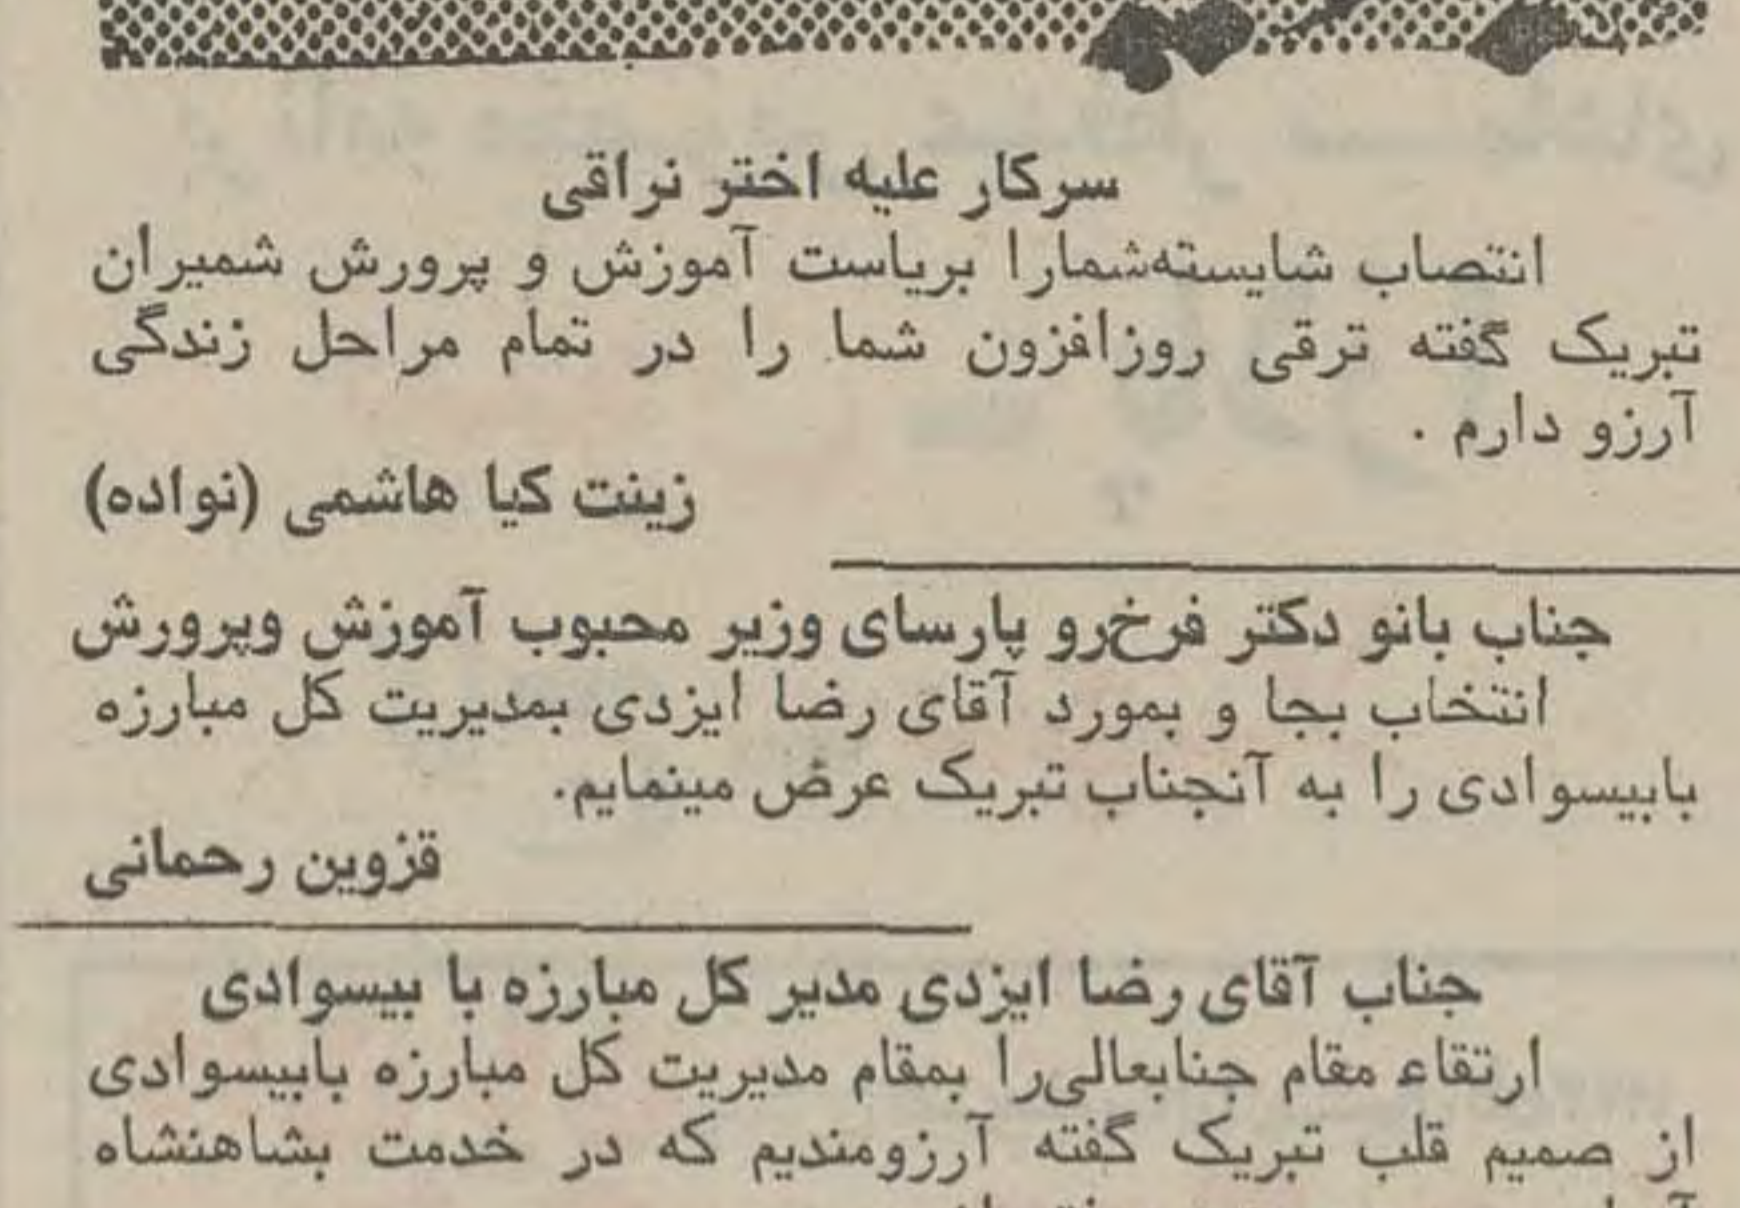 سرکار علیه اختر نراقی
انتصاب شایسته‌شمارا بریاست آموزش و پرورش شمیران
تبریک گفته ترقی روزافزون شما را در تمام مراحل زندگی
آرزو دارم .
زینت کیا هاشمی (نواده)
جناب بانو دکتر فرخ‌رو پارسای وزیر محبوب آموزش وپرورش
انتخاب بجا و بمورد آقای رضا ایزدی بمدیریت کل مبارزه
بابیسوادی را به آنجناب تبریک عرض مینمایم.
قزوین رحمانی
جناب آقای رضا ایزدی مدیر کل مبارزه با بیسوادی
ارتقاء مقام جنابعالی‌را بمقام مدیریت کل مبارزه بابیسوادی
از صمیم قلب تبریک گفته آرزومندیم که در خدمت بشاهنشاه